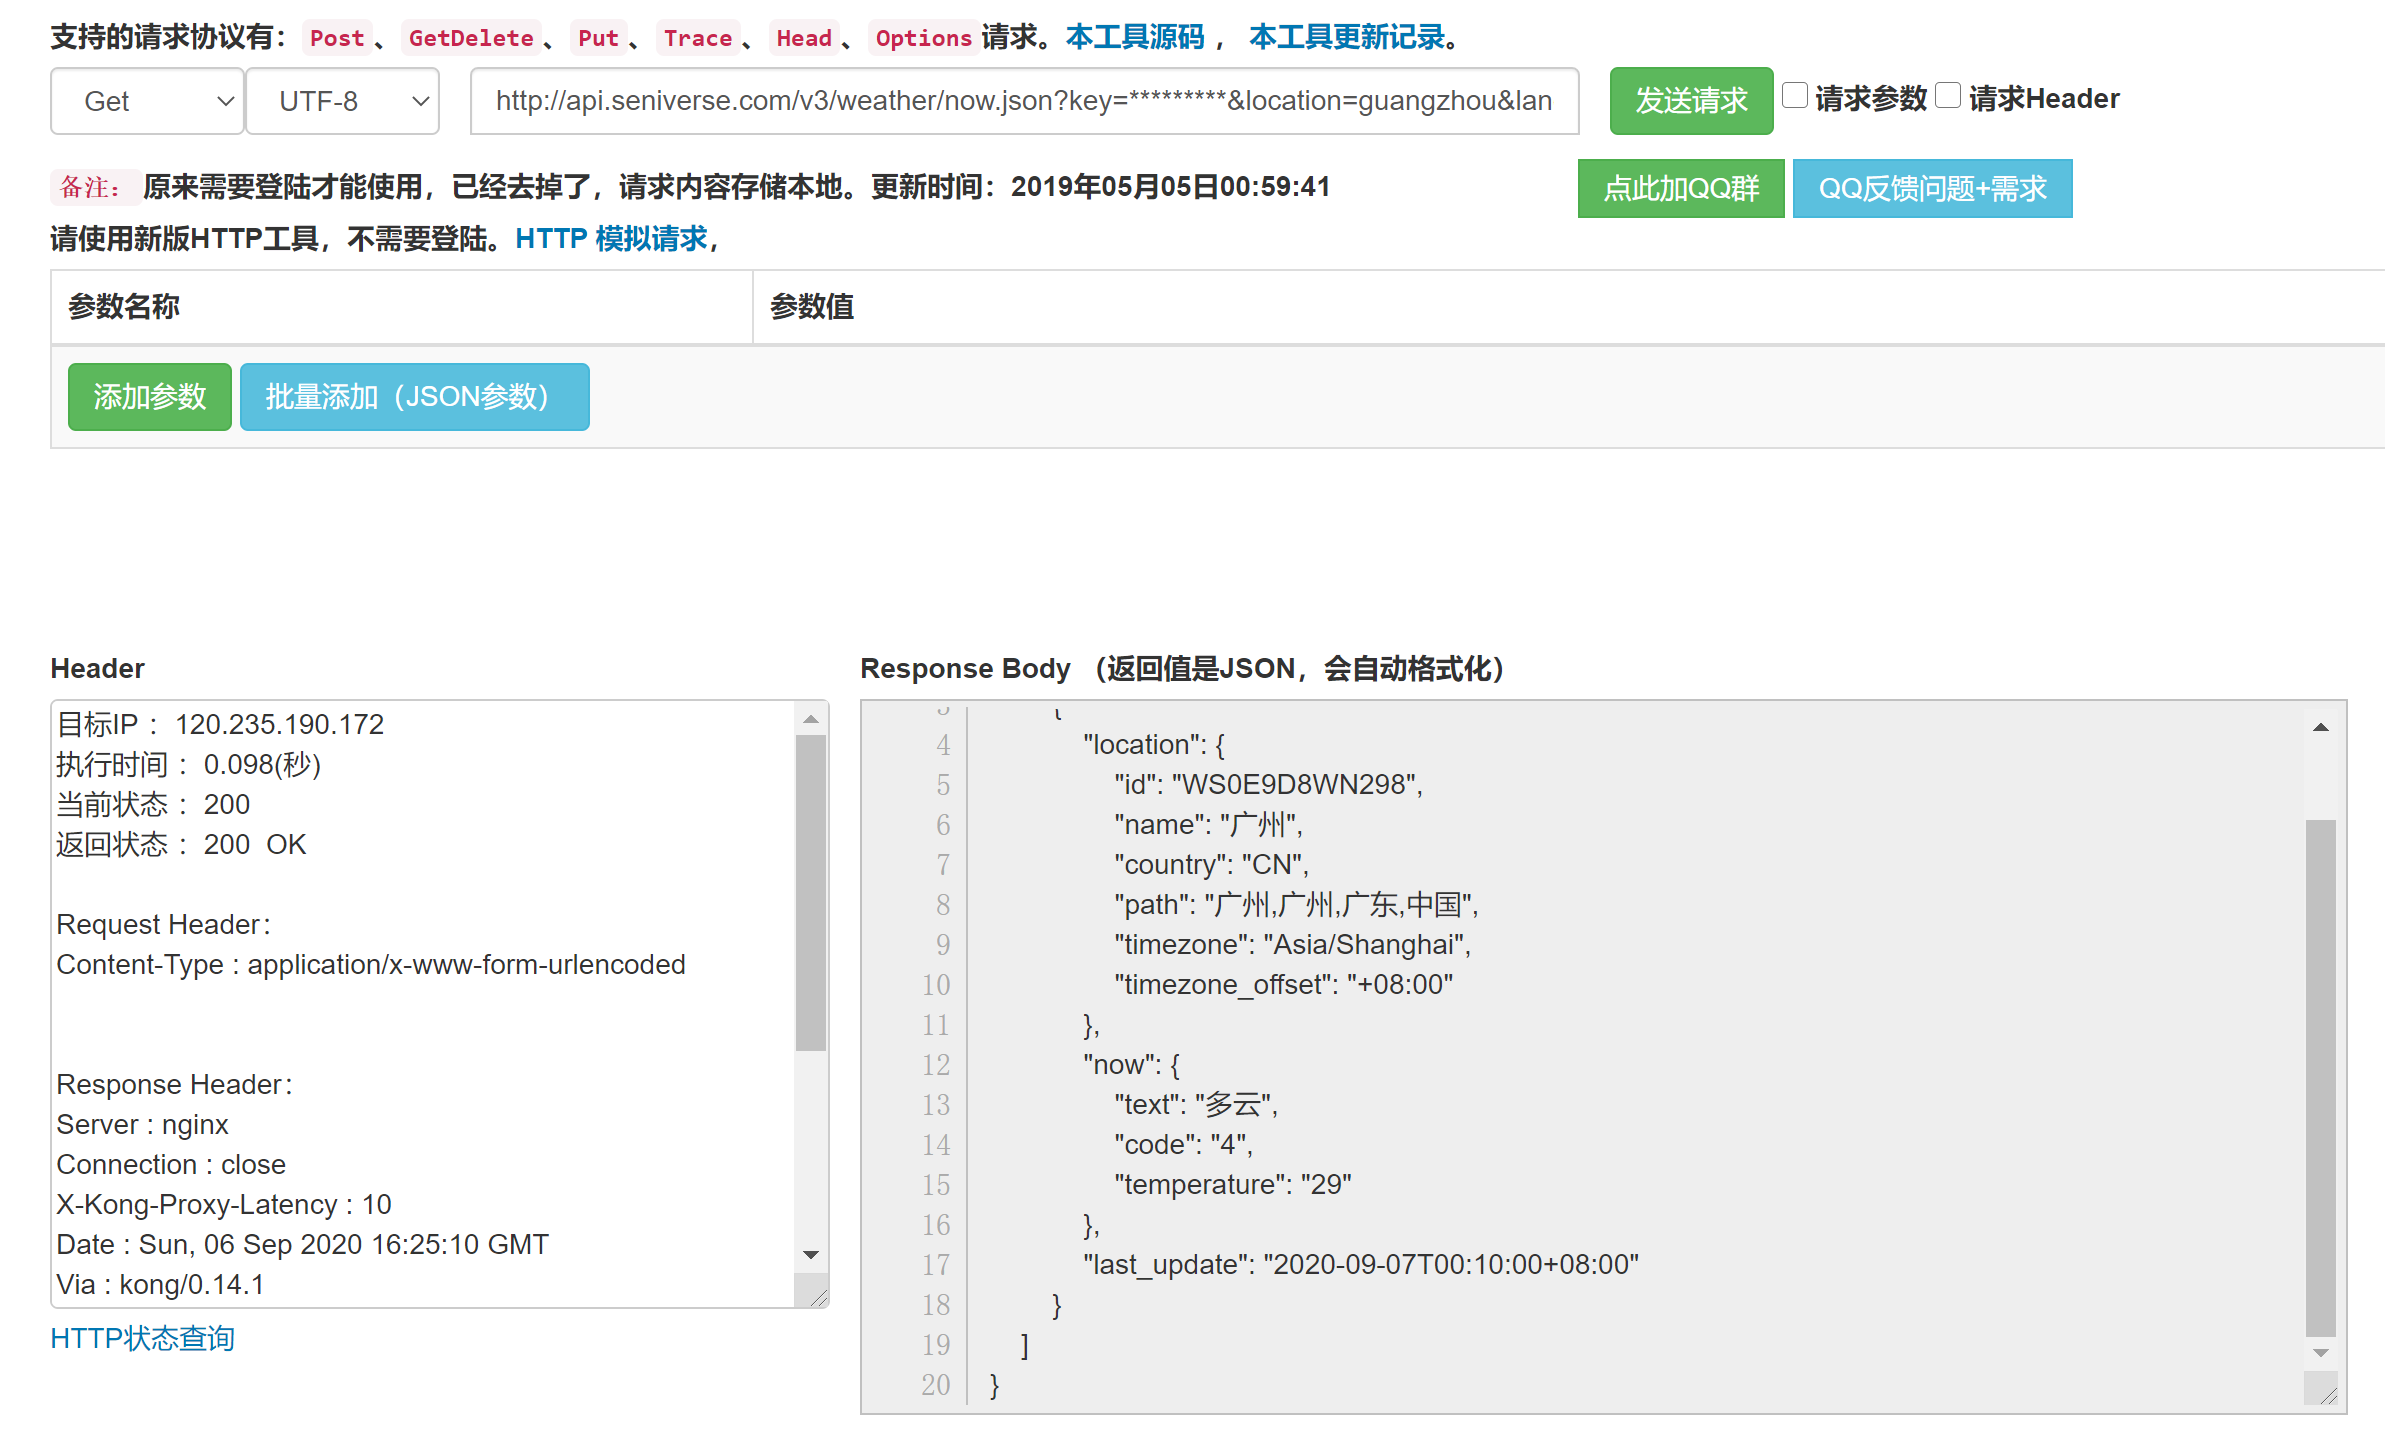 支持的请求协议有：Post、GetDelete、Put、Trace、Head、Options请求。本工具源码 ， 本工具更新记录。
Get UTF-8 http://api.seniverse.com/v3/weather/now.json?key=*********&location=guangzhou&lan 发送请求 请求参数 请求Header
备注：原来需要登陆才能使用，已经去掉了，请求内容存储本地。更新时间：2019年05月05日00:59:41 点此加QQ群 QQ反馈问题+需求
请使用新版HTTP工具，不需要登陆。HTTP 模拟请求，
参数名称 参数值
添加参数 批量添加（JSON参数）
Header
目标IP ：120.235.190.172
执行时间 ：0.098(秒)
当前状态 ：200
返回状态 ：200  OK
Request Header：
Content-Type : application/x-www-form-urlencoded
Response Header：
Server : nginx
Connection : close
X-Kong-Proxy-Latency : 10
Date : Sun, 06 Sep 2020 16:25:10 GMT
Via : kong/0.14.1
HTTP状态查询
Response Body （返回值是JSON，会自动格式化）
3 {
4 "location": {
5 "id": "WS0E9D8WN298",
6 "name": "广州",
7 "country": "CN",
8 "path": "广州,广州,广东,中国",
9 "timezone": "Asia/Shanghai",
10 "timezone_offset": "+08:00"
11 },
12 "now": {
13 "text": "多云",
14 "code": "4",
15 "temperature": "29"
16 },
17 "last_update": "2020-09-07T00:10:00+08:00"
18 }
19 ]
20 }